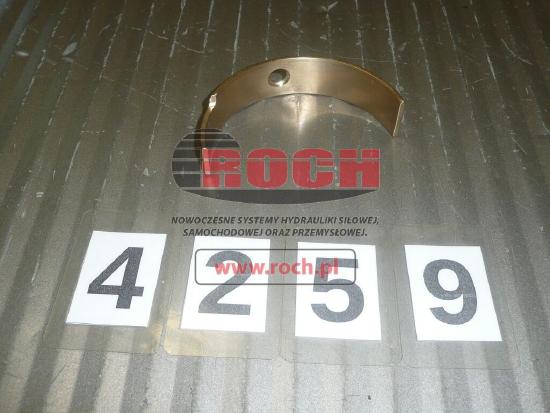 ROCH
NOWOCZESNE SYSTEMY HYDRAULIKI SIŁOWEJ,
SAMOCHODOWEJ ORAZ PRZEMYSŁOWEJ.
www.roch.pl
4 2 5 9